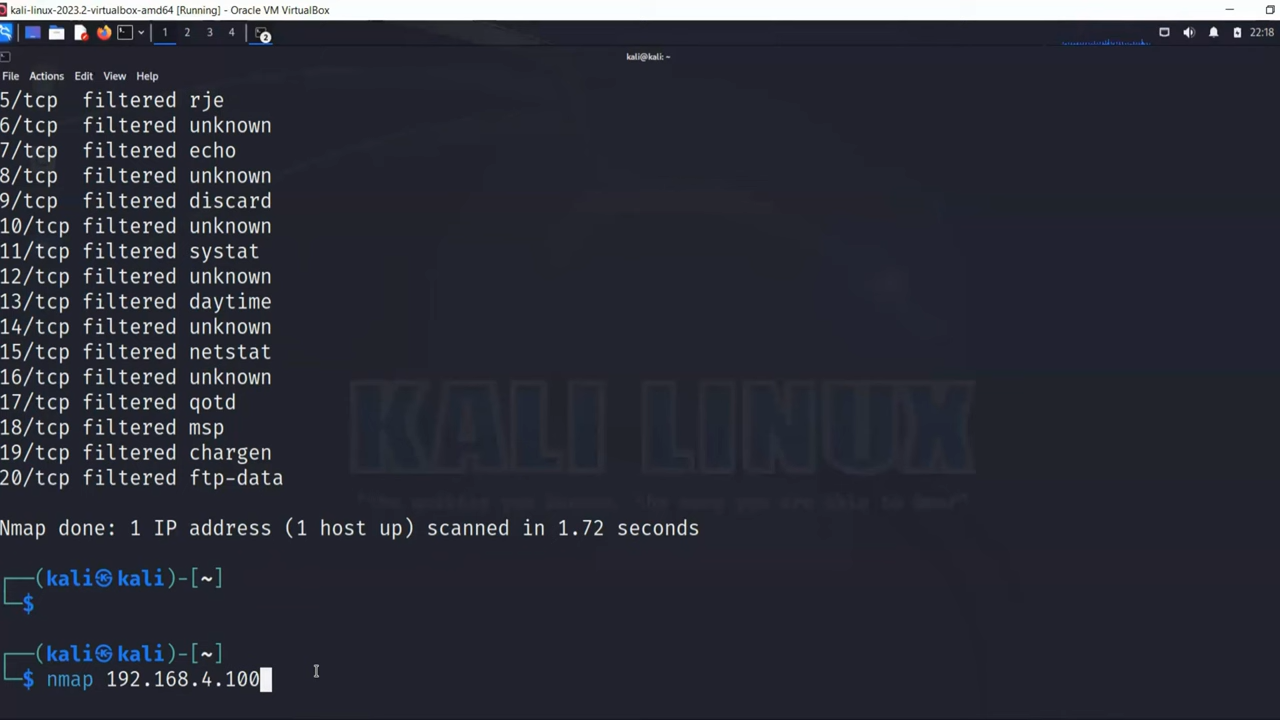 kali-linux-2023.2-virtualbox-amd64 [Running] - Oracle VM VirtualBox
1 2 3 4 2 22:18
kali@kali: ~
File Actions Edit View Help
5/tcp filtered rje
6/tcp filtered unknown
7/tcp filtered echo
8/tcp filtered unknown
9/tcp filtered discard
10/tcp filtered unknown
11/tcp filtered systat
12/tcp filtered unknown
13/tcp filtered daytime
14/tcp filtered unknown
15/tcp filtered netstat
16/tcp filtered unknown
17/tcp filtered qotd
18/tcp filtered msp
19/tcp filtered chargen
20/tcp filtered ftp-data
Nmap done: 1 IP address (1 host up) scanned in 1.72 seconds
┌──(kali㉿kali)-[~]
└─$
┌──(kali㉿kali)-[~]
└─$ nmap 192.168.4.100
KALI LINUX